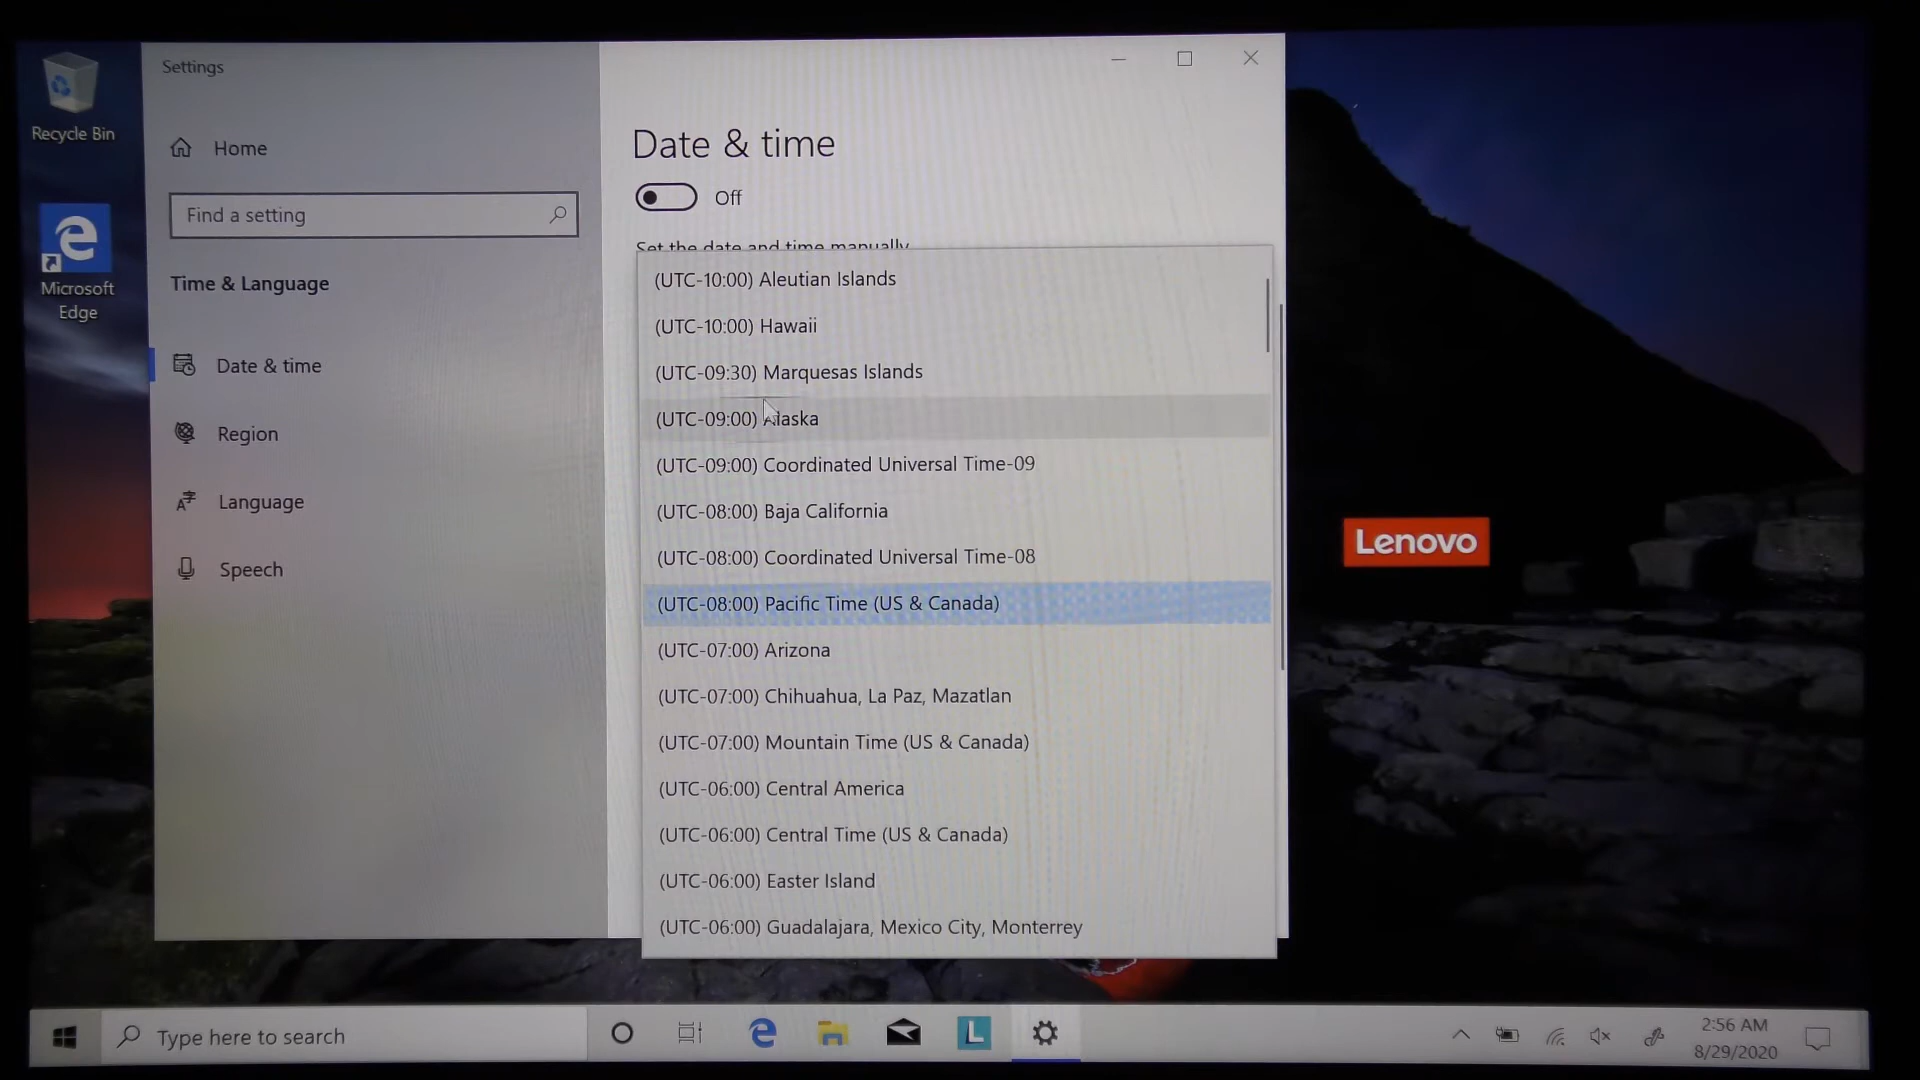 Recycle Bin
Microsoft
Edge
Settings
Home
Find a setting
Time & Language
Date & time
Region
Language
Speech
Date & time
Off
Set the date and time manually
(UTC-10:00) Aleutian Islands
(UTC-10:00) Hawaii
(UTC-09:30) Marquesas Islands
(UTC-09:00) Alaska
(UTC-09:00) Coordinated Universal Time-09
(UTC-08:00) Baja California
(UTC-08:00) Coordinated Universal Time-08
(UTC-08:00) Pacific Time (US & Canada)
(UTC-07:00) Arizona
(UTC-07:00) Chihuahua, La Paz, Mazatlan
(UTC-07:00) Mountain Time (US & Canada)
(UTC-06:00) Central America
(UTC-06:00) Central Time (US & Canada)
(UTC-06:00) Easter Island
(UTC-06:00) Guadalajara, Mexico City, Monterrey
Lenovo
Type here to search
L
2:56 AM
8/29/2020